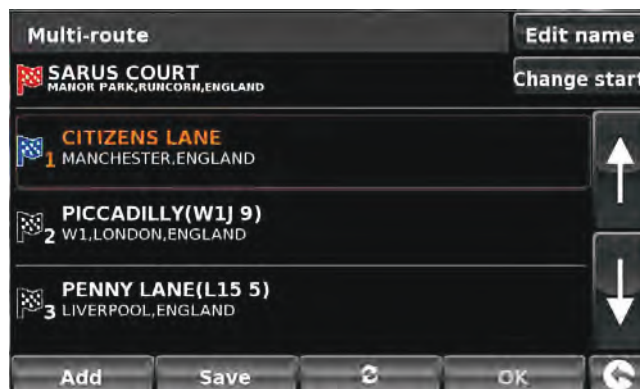 Multi-route
Edit name
SARUS COURT
MANOR PARK,RUNCORN,ENGLAND
Change start
CITIZENS LANE
1 MANCHESTER,ENGLAND
PICCADILLY(W1J 9)
2 W1,LONDON,ENGLAND
PENNY LANE(L15 5)
3 LIVERPOOL,ENGLAND
Add Save OK